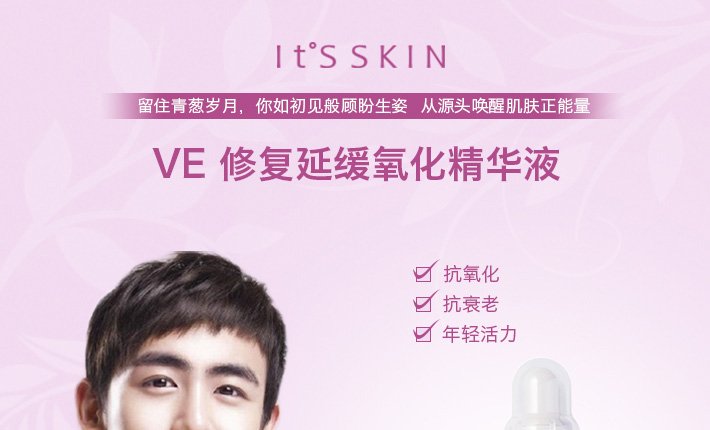 It°S SKIN
留住青葱岁月，你如初见般顾盼生姿 从源头唤醒肌肤正能量
VE 修复延缓氧化精华液
抗氧化
抗衰老
年轻活力